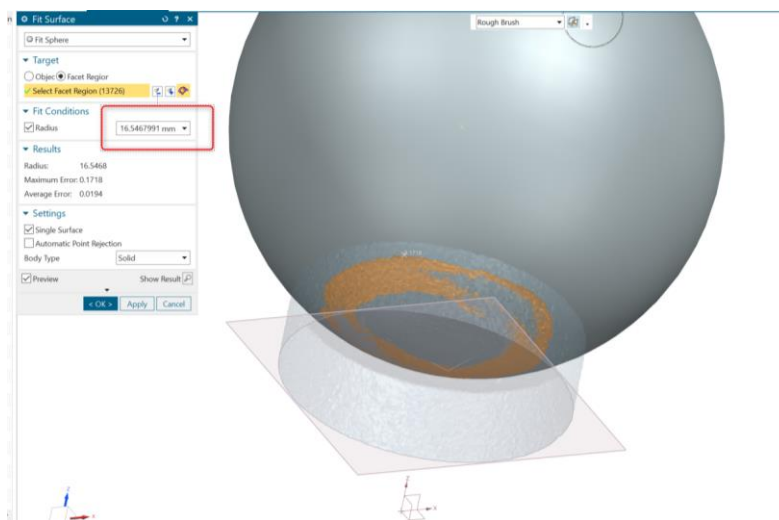 Fit Surface
Rough Brush
Fit Sphere
Target
Objec Facet Regior
Select Facet Region (13726)
Fit Conditions
Radius 16.5467991 mm
Results
Radius: 16.5468
Maximum Error: 0.1718
Average Error: 0.0194
Settings
Single Surface
Automatic Point Rejection
Body Type Solid
Preview Show Result
< OK > Apply Cancel